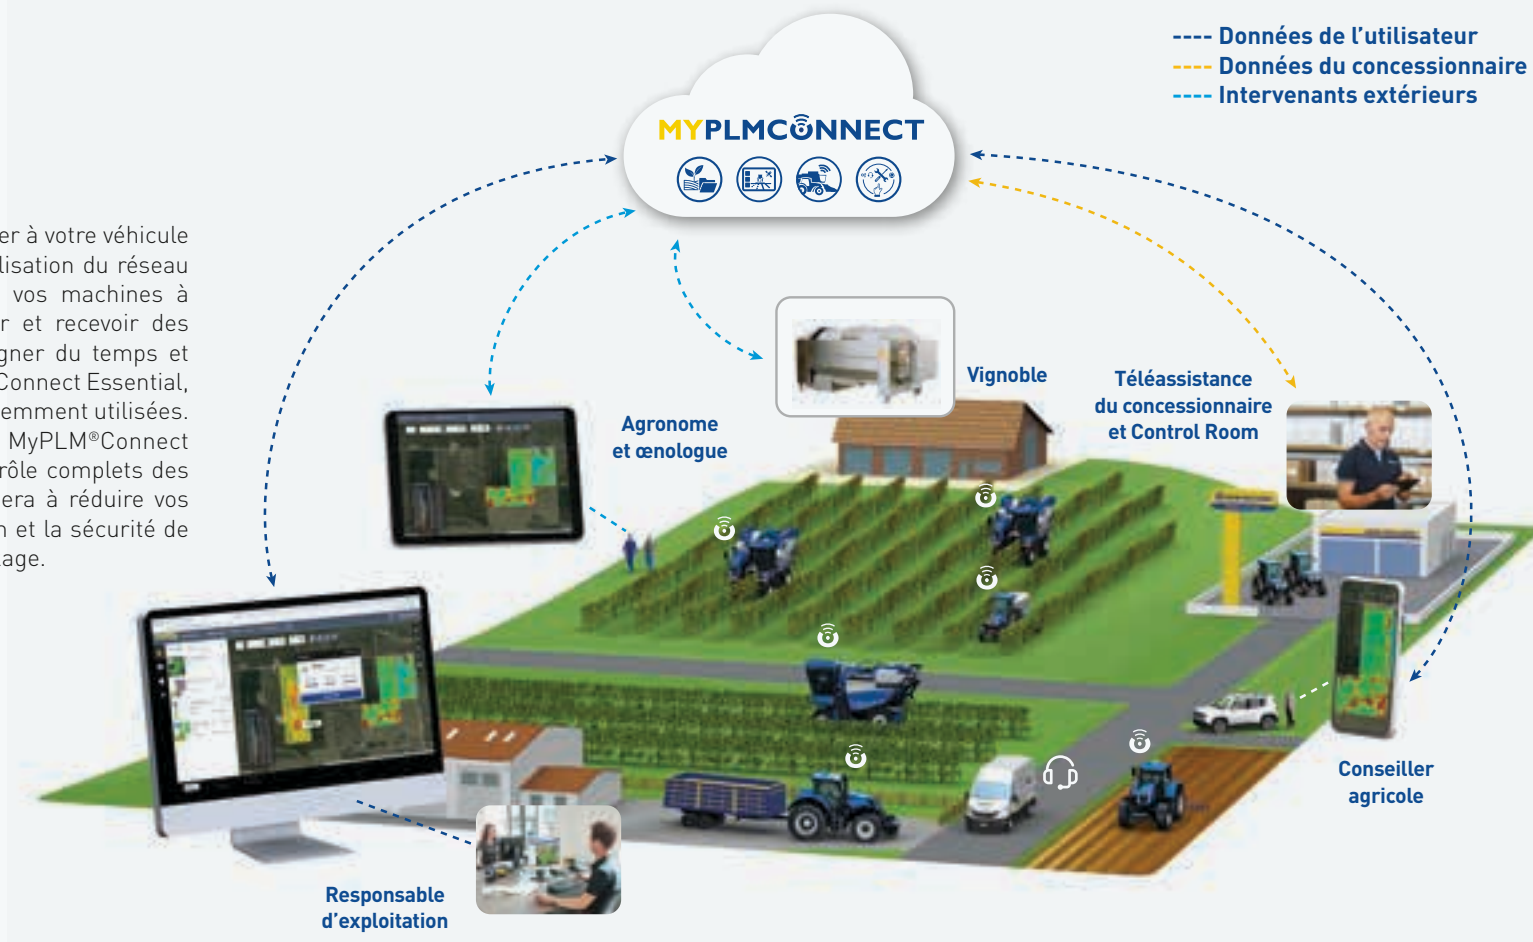 ---- Données de l'utilisateur
---- Données du concessionnaire
---- Intervenants extérieurs
MYPLMCONNECT
er à votre véhicule
lisation du réseau
vos machines à
r et recevoir des
gner du temps et
Connect Essential,
emment utilisées.
MyPLM®Connect
rôle complets des
era à réduire vos
n et la sécurité de
age.
Vignoble
Téléassistance
du concessionnaire
et Control Room
Agronome
et œnologue
Conseiller
agricole
Responsable
d'exploitation